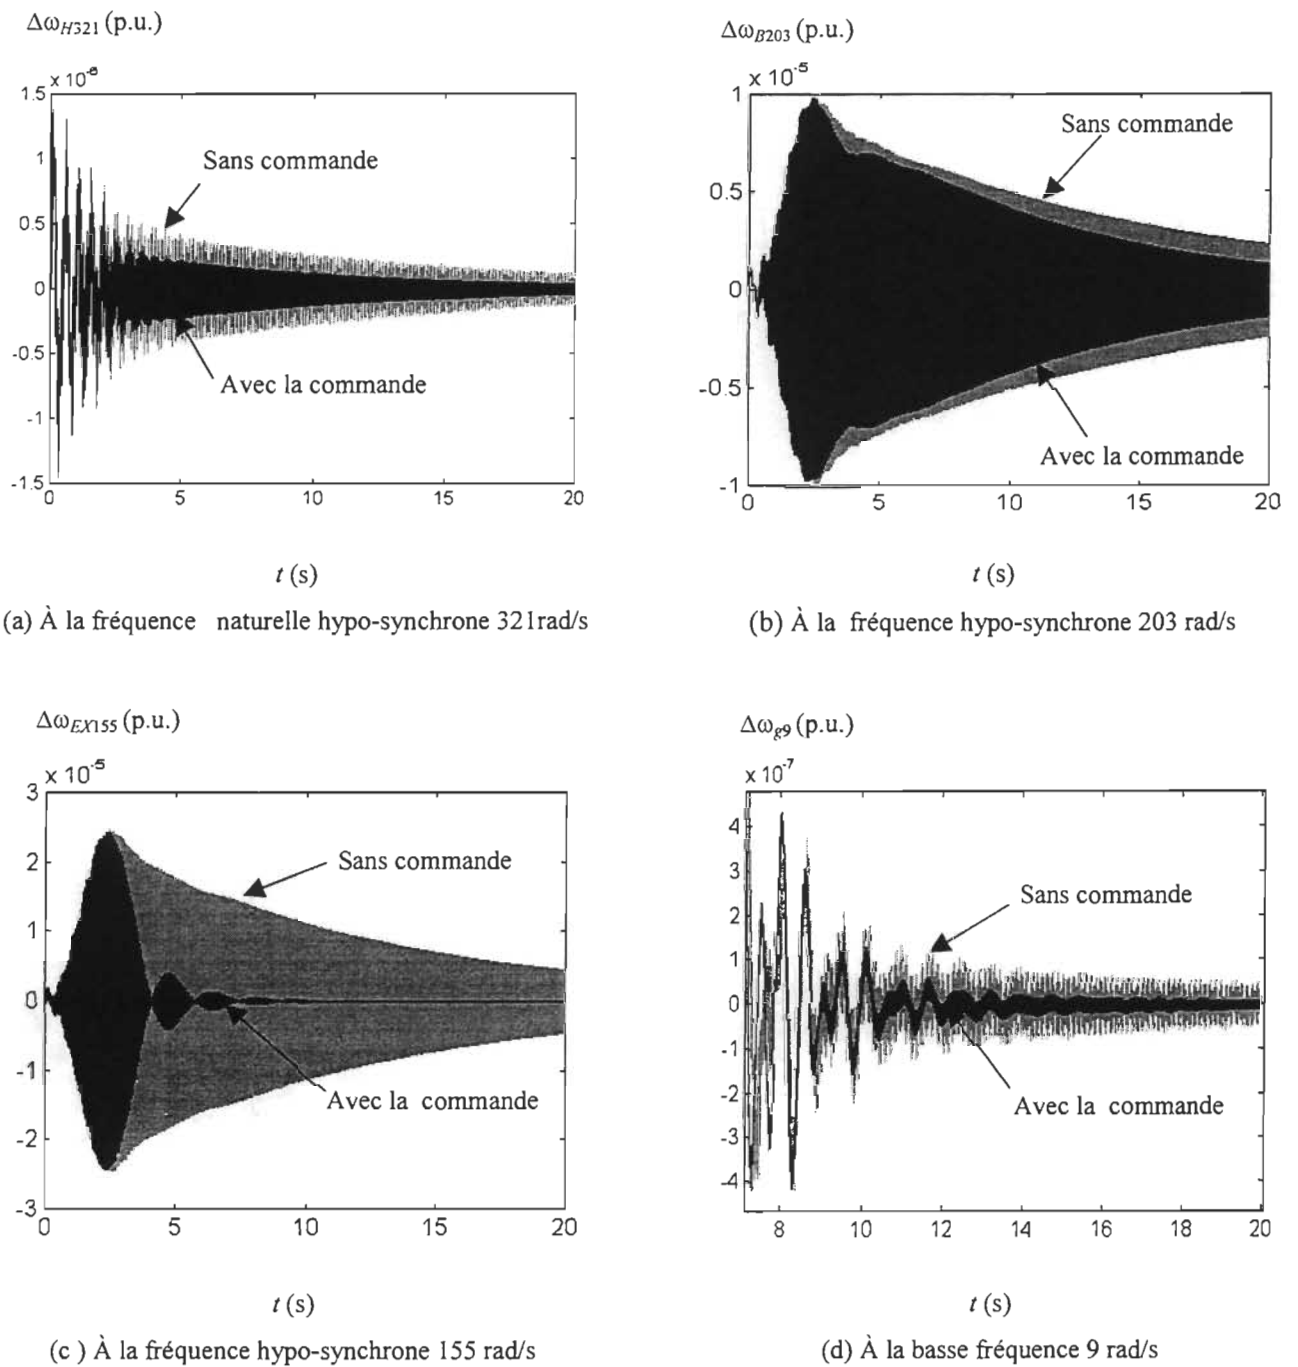 Δω_H321 (p.u.)
x 10^-6
1.5
1
0.5
0
-0.5
-1
-1.5
0 5 10 15 20
Sans commande
Avec la commande
t (s)
(a) À la fréquence naturelle hypo-synchrone 321rad/s
Δω_B203 (p.u.)
x 10^-5
1
0.5
0
-0.5
-1
0 5 10 15 20
Sans commande
Avec la commande
t (s)
(b) À la fréquence hypo-synchrone 203 rad/s
Δω_EX155 (p.u.)
x 10^-5
3
2
1
0
-1
-2
-3
0 5 10 15 20
Sans commande
Avec la commande
t (s)
(c ) À la fréquence hypo-synchrone 155 rad/s
Δω_g9 (p.u.)
x 10^-7
4
3
2
1
0
-1
-2
-3
-4
8 10 12 14 16 18 20
Sans commande
Avec la commande
t (s)
(d) À la basse fréquence 9 rad/s